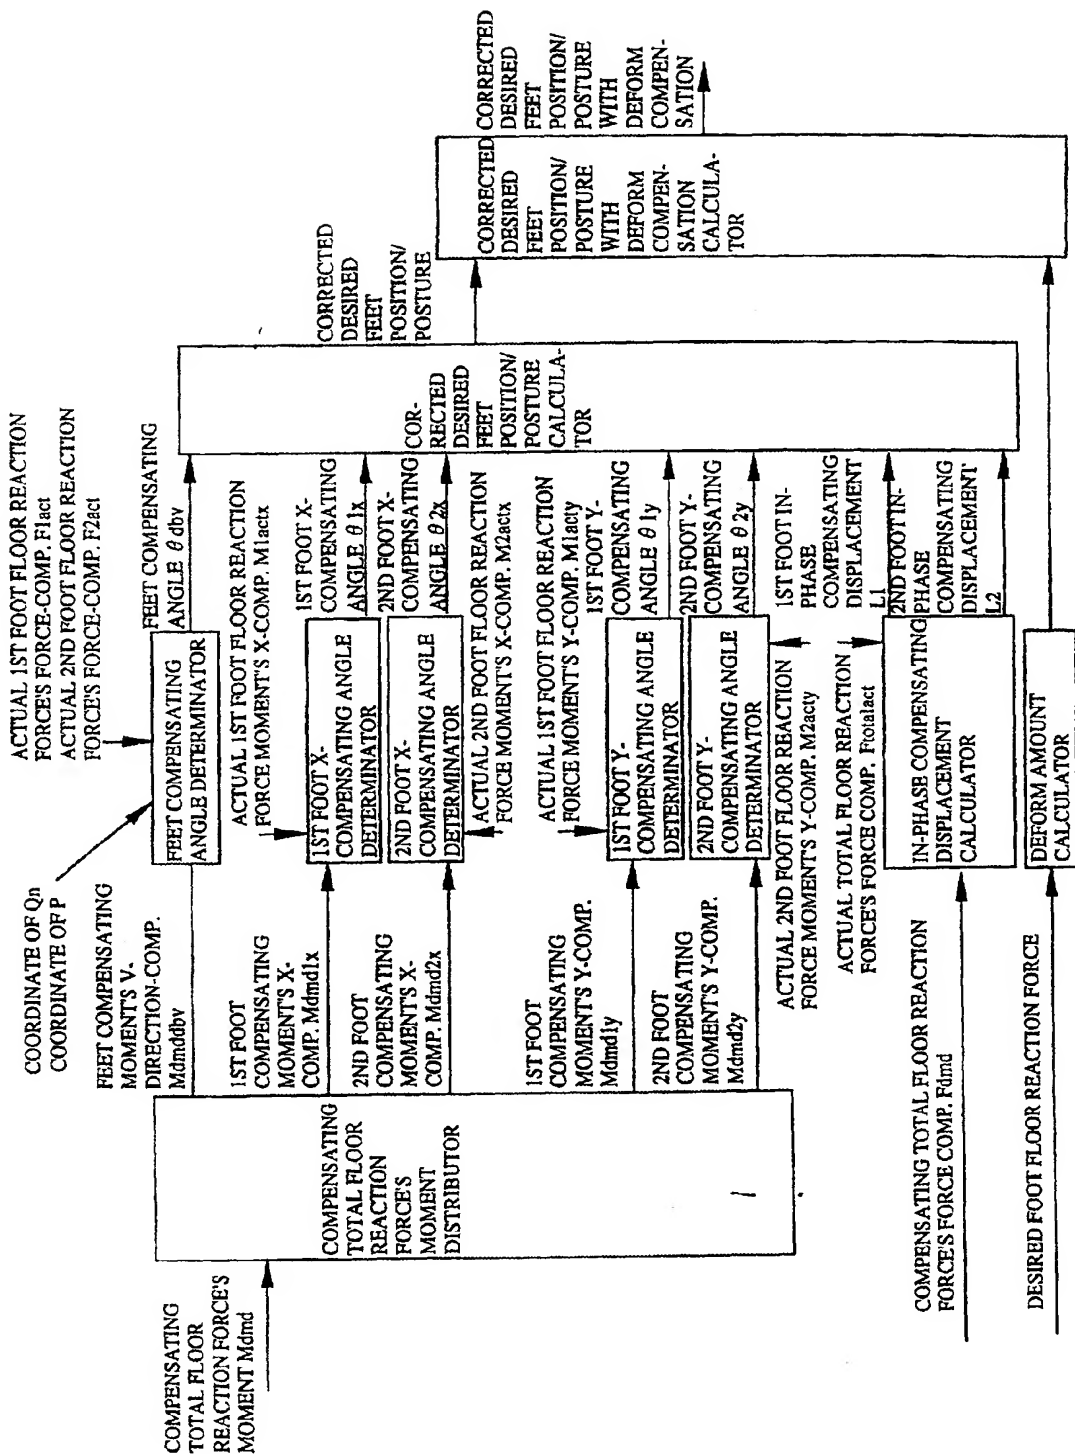 COMPENSATING
TOTAL FLOOR
REACTION FORCE'S
MOMENT Mdmd
COMPENSATING
TOTAL FLOOR
REACTION
FORCE'S
MOMENT
DISTRIBUTOR
COORDINATE OF Qn
COORDINATE OF P
FEET COMPENSATING
MOMENT'S V-
DIRECTION-COMP.
Mdmddbv
1ST FOOT
COMPENSATING
MOMENT'S X-
COMP. Mdmd1x
2ND FOOT
COMPENSATING
MOMENT'S X-
COMP. Mdmd2x
1ST FOOT
COMPENSATING
MOMENT'S Y-COMP.
Mdmd1y
2ND FOOT
COMPENSATING
MOMENT'S Y-COMP.
Mdmd2y
COMPENSATING TOTAL FLOOR REACTION
FORCE'S FORCE COMP. Fdmd
DESIRED FOOT FLOOR REACTION FORCE
ACTUAL 1ST FOOT FLOOR REACTION
FORCE'S FORCE-COMP. F1act
ACTUAL 2ND FOOT FLOOR REACTION
FORCE'S FORCE-COMP. F2act
FEET COMPENSATING
ANGLE DETERMINATOR
ACTUAL 1ST FOOT FLOOR REACTION
FORCE MOMENT'S X-COMP. M1actx
1ST FOOT X-
COMPENSATING ANGLE
DETERMINATOR
2ND FOOT X-
COMPENSATING ANGLE
DETERMINATOR
ACTUAL 2ND FOOT FLOOR REACTION
FORCE MOMENT'S X-COMP. M2actx
ACTUAL 1ST FOOT FLOOR REACTION
FORCE MOMENT'S Y-COMP. M1acty
1ST FOOT Y-
COMPENSATING ANGLE
DETERMINATOR
2ND FOOT Y-
COMPENSATING ANGLE
DETERMINATOR
ACTUAL 2ND FOOT FLOOR REACTION
FORCE MOMENT'S Y-COMP. M2acty
ACTUAL TOTAL FLOOR REACTION
FORCE'S FORCE COMP. Ftotalact
IN-PHASE COMPENSATING
DISPLACEMENT
CALCULATOR
DEFORM AMOUNT
CALCULATOR
FEET COMPENSATING
ANGLE θ dbv
1ST FOOT X-
COMPENSATING
ANGLE θ 1x
2ND FOOT X-
COMPENSATING
ANGLE θ 2x
1ST FOOT Y-
COMPENSATING
ANGLE θ 1y
2ND FOOT Y-
COMPENSATING
ANGLE θ 2y
1ST FOOT IN-
PHASE
COMPENSATING
DISPLACEMENT
L1
2ND FOOT IN-
PHASE
COMPENSATING
DISPLACEMENT
L2
COR-
RECTED
DESIRED
FEET
POSITION/
POSTURE
CALCULA-
TOR
CORRECTED
DESIRED
FEET
POSITION/
POSTURE
CORRECTED
DESIRED
FEET
POSITION/
POSTURE
WITH
DEFORM
COMPEN-
SATION
CALCULA-
TOR
CORRECTED
DESIRED
FEET
POSITION/
POSTURE
WITH
DEFORM
COMPEN-
SATION